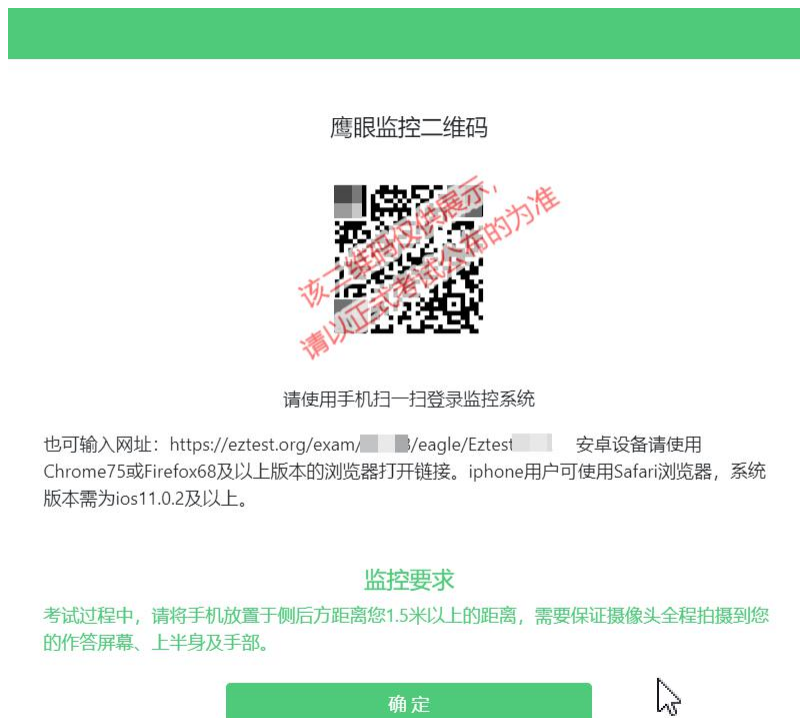 鹰眼监控二维码
该二维码仅供展示，
请以正式考试公布的为准
请使用手机扫一扫登录监控系统
也可输入网址：https://eztest.org/exam/ /eagle/Eztest 安卓设备请使用
Chrome75或Firefox68及以上版本的浏览器打开链接。iphone用户可使用Safari浏览器，系统
版本需为ios11.0.2及以上。
监控要求
考试过程中，请将手机放置于侧后方距离您1.5米以上的距离，需要保证摄像头全程拍摄到您
的作答屏幕、上半身及手部。
确定